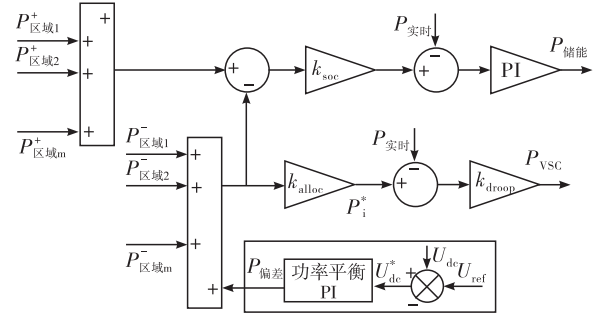 P⁺区域1
+
+
P⁺区域2
+
P⁺区域m
+
+
−
k_soc
P实时
−
+
PI
P储能
P⁻区域1
+
P⁻区域2
+
P⁻区域m
+
+
k_alloc
P*_i
P实时
−
+
k_droop
P_VSC
P偏差
功率平衡
PI
U*_dc
+
−
U_dc
U_ref